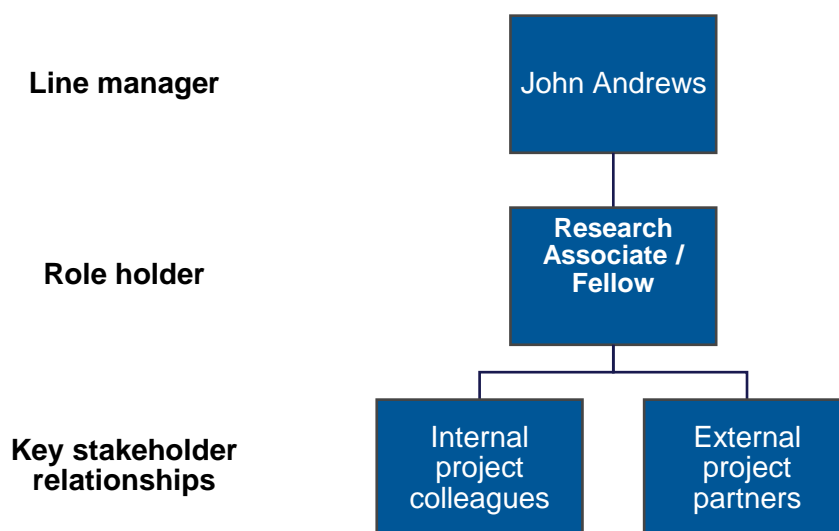 Line manager
John Andrews
Role holder
Research
Associate /
Fellow
Key stakeholder
relationships
Internal
project
colleagues
External
project
partners